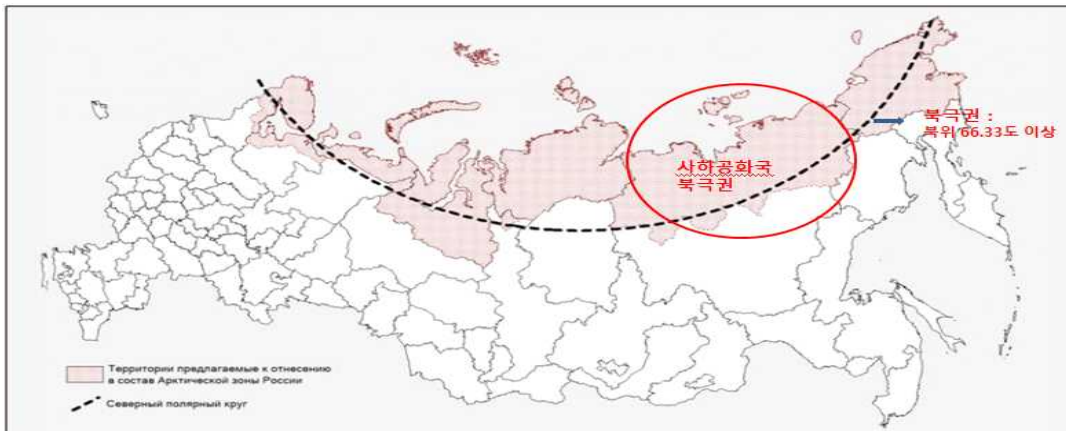 북극권 :
북위 66.33도 이상
사하공화국
북극권
Территории предлагаемые к отнесению
в состав Арктической зоны России
Северный полярный круг